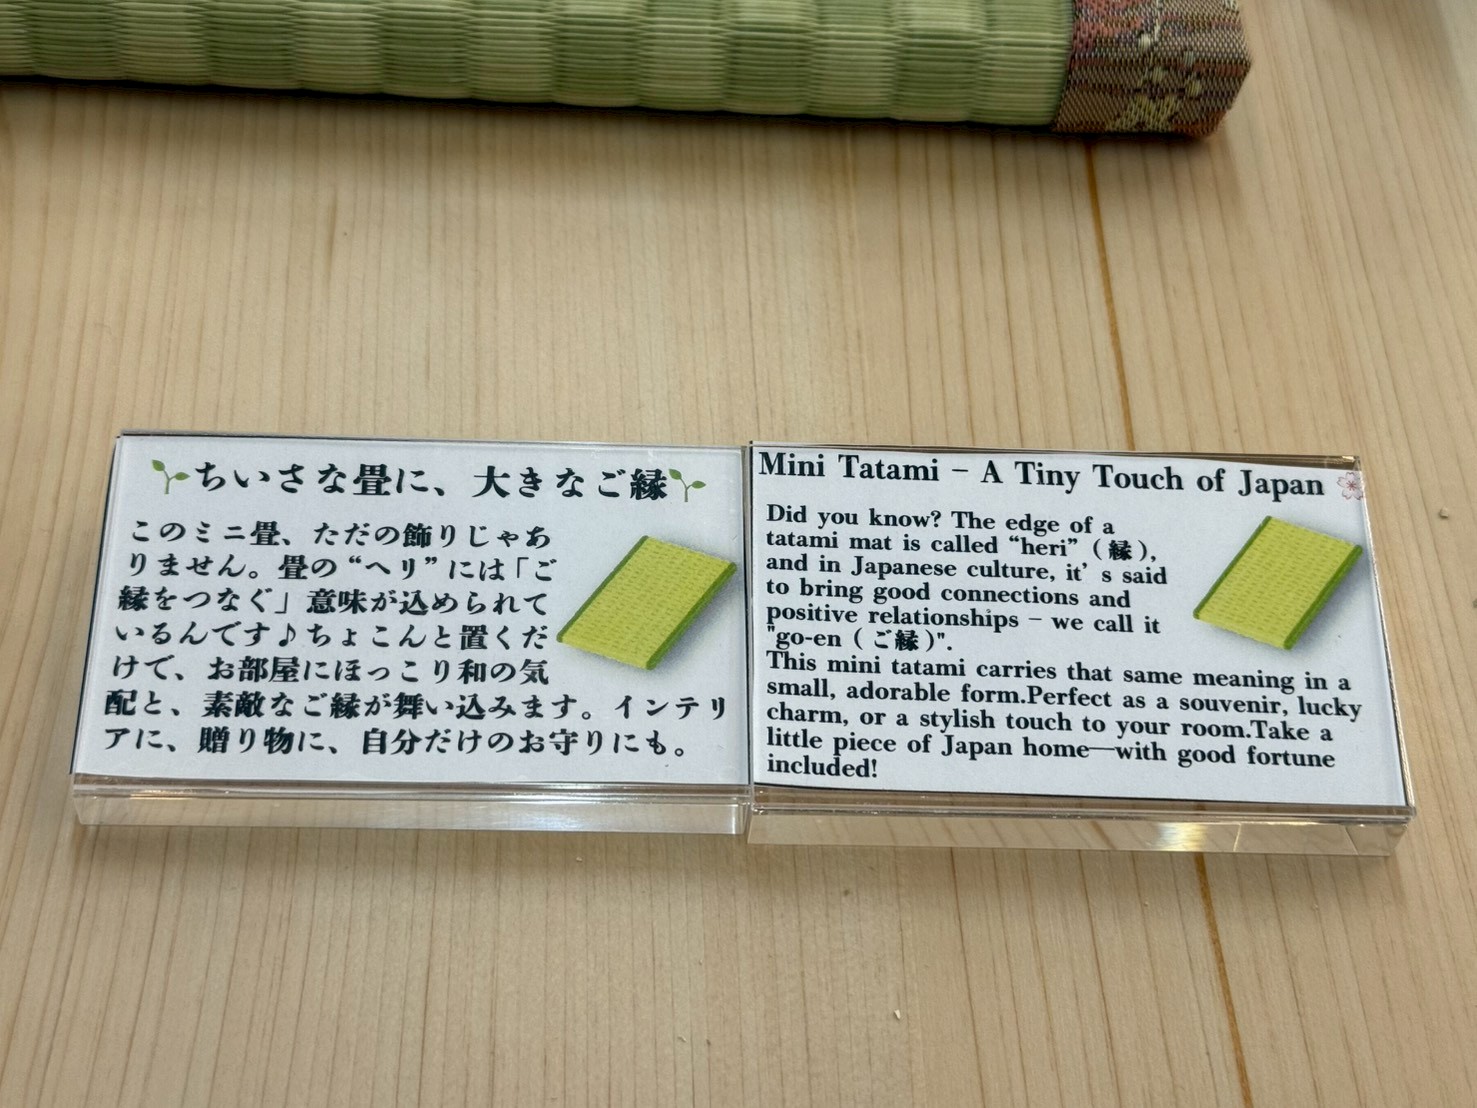 ちいさな畳に、大きなご縁
このミニ畳、ただの飾りじゃあ
りません。畳の“ヘリ”には「ご
縁をつなぐ」意味が込められて
いるんです♪ちょこんと置くだ
けで、お部屋にほっこり和の気
配と、素敵なご縁が舞い込みます。インテリ
アに、贈り物に、自分だけのお守りにも。
Mini Tatami – A Tiny Touch of Japan 🌸
Did you know? The edge of a
tatami mat is called “heri” (縁),
and in Japanese culture, it’s said
to bring good connections and
positive relationships – we call it
"go-en (ご縁)".
This mini tatami carries that same meaning in a
small, adorable form.Perfect as a souvenir, lucky
charm, or a stylish touch to your room.Take a
little piece of Japan home—with good fortune
included!